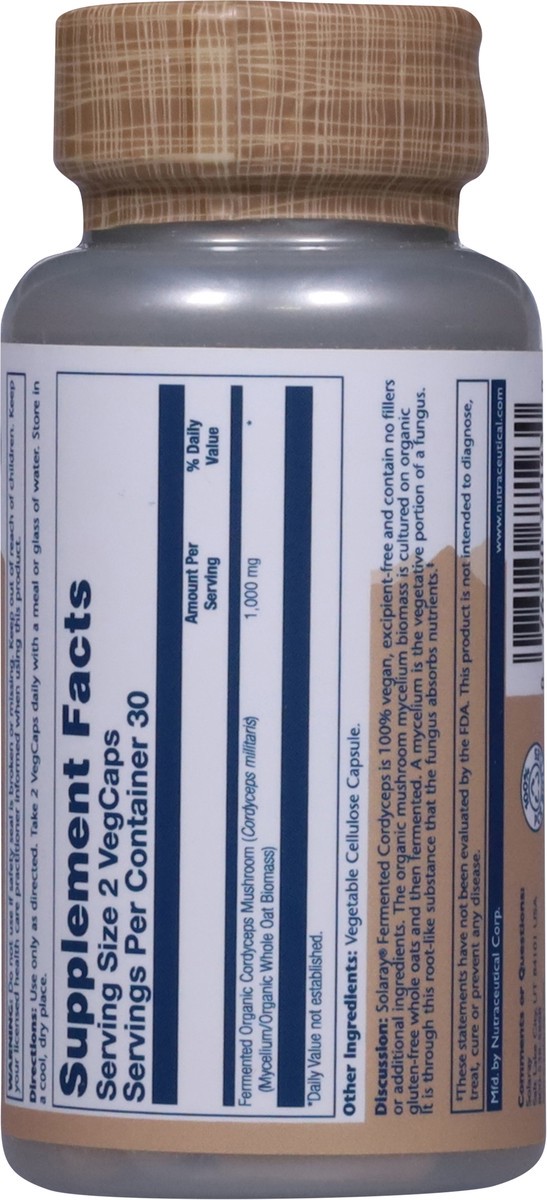 WARNING: Do not use if safety seal is broken or missing. Keep out of reach of children. Keep
your licensed health care practitioner informed when using this product.
Directions: Use only as directed. Take 2 VegCaps daily with a meal or glass of water. Store in
a cool, dry place.
Supplement Facts
Serving Size 2 VegCaps
Servings Per Container 30
Amount Per Serving % Daily Value
Fermented Organic Cordyceps Mushroom (Cordyceps militaris) 1,000 mg *
(Mycelium/Organic Whole Oat Biomass)
*Daily Value not established.
Other Ingredients: Vegetable Cellulose Capsule.
Discussion: Solaray® Fermented Cordyceps is 100% vegan, excipient-free and contain no fillers
or additional ingredients. The organic mushroom mycelium biomass is cultured on organic
gluten-free whole oats and then fermented. A mycelium is the vegetative portion of a fungus.
It is through this root-like substance that the fungus absorbs nutrients.†
†These statements have not been evaluated by the FDA. This product is not intended to diagnose,
treat, cure or prevent any disease.
Mfd. by Nutraceutical Corp. www.nutraceutical.com
100%
Comments or Questions:
Solaray
UT 84101 USA